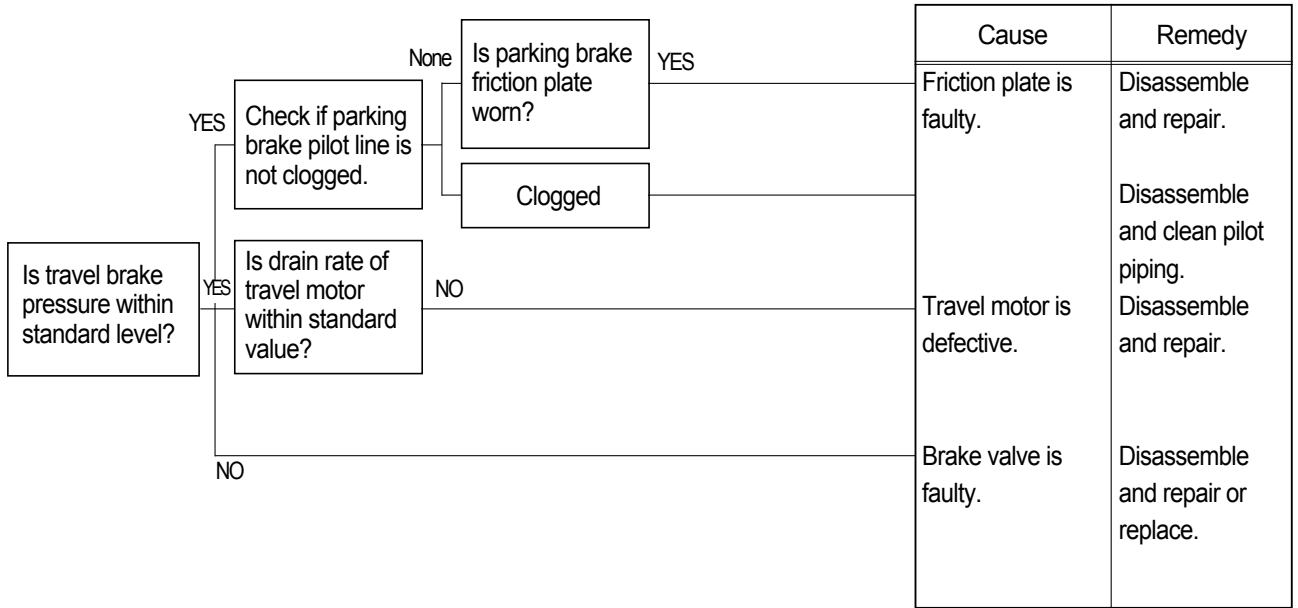 Is travel brake
pressure within
standard level?
YES
Check if parking
brake pilot line is
not clogged.
None
Is parking brake
friction plate
worn?
YES
Clogged
YES
Is drain rate of
travel motor
within standard
value?
NO
NO
Cause
Remedy
Friction plate is
faulty.
Disassemble
and repair.
Disassemble
and clean pilot
piping.
Travel motor is
defective.
Disassemble
and repair.
Brake valve is
faulty.
Disassemble
and repair or
replace.